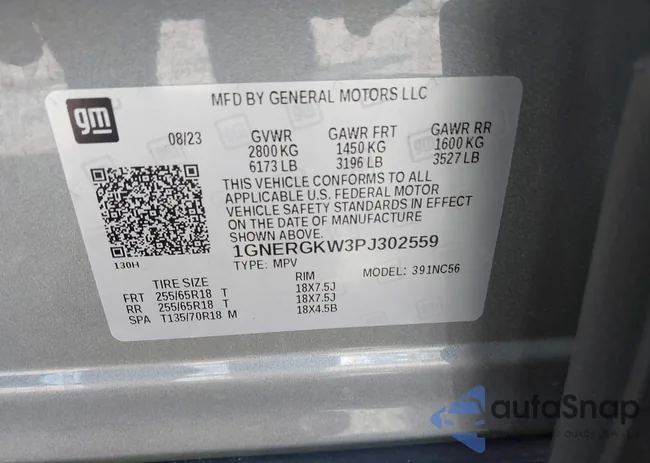 gm
MFD BY GENERAL MOTORS LLC
08/23 GVWR GAWR FRT GAWR RR
2800 KG 1450 KG 1600 KG
6173 LB 3196 LB 3527 LB
THIS VEHICLE CONFORMS TO ALL
APPLICABLE U.S. FEDERAL MOTOR
VEHICLE SAFETY STANDARDS IN EFFECT
ON THE DATE OF MANUFACTURE
SHOWN ABOVE.
1GNERGKW3PJ302559
130H
TYPE: MPV MODEL: 391NC56
TIRE SIZE RIM
FRT 255/65R18 T 18X7.5J
RR 255/65R18 T 18X7.5J
SPA T135/70R18 M 18X4.5B
autoSnap